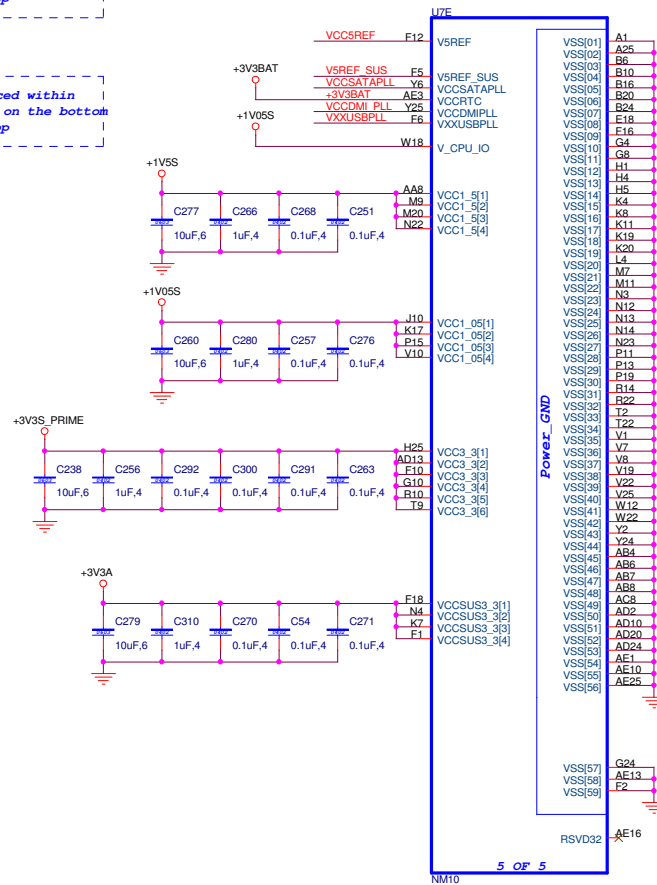 p
ced within
on the bottom
op
U7E
VCC5REF F12 V5REF
+3V3BAT
V5REF_SUS F5 V5REF_SUS
VCCSATAPLL Y6 VCCSATAPLL
+3V3BAT AE3 VCCRTC
VCCDMI_PLL Y25 VCCDMIPLL
VXXUSBPLL F6 VXXUSBPLL
+1V05S
W18 V_CPU_IO
+1V5S
AA8 VCC1_5[1]
M9 VCC1_5[2]
M20 VCC1_5[3]
N22 VCC1_5[4]
C277 C266 C268 C251
10uF,6 1uF,4 0.1uF,4 0.1uF,4
+1V05S
J10 VCC1_05[1]
K17 VCC1_05[2]
P15 VCC1_05[3]
V10 VCC1_05[4]
C260 C280 C257 C276
10uF,6 1uF,4 0.1uF,4 0.1uF,4
+3V3S_PRIME
H25 VCC3_3[1]
AD13 VCC3_3[2]
F10 VCC3_3[3]
G10 VCC3_3[4]
R10 VCC3_3[5]
T9 VCC3_3[6]
C238 C256 C292 C300 C291 C263
10uF,6 1uF,4 0.1uF,4 0.1uF,4 0.1uF,4 0.1uF,4
+3V3A
F18 VCCSUS3_3[1]
N4 VCCSUS3_3[2]
K7 VCCSUS3_3[3]
F1 VCCSUS3_3[4]
C279 C310 C270 C54 C271
10uF,6 1uF,4 0.1uF,4 0.1uF,4 0.1uF,4
Power_GND
VSS[01] A1
VSS[02] A25
VSS[03] B6
VSS[04] B10
VSS[05] B16
VSS[06] B20
VSS[07] B24
VSS[08] E18
VSS[09] F16
VSS[10] G4
VSS[11] G8
VSS[12] H1
VSS[13] H4
VSS[14] H5
VSS[15] K4
VSS[16] K8
VSS[17] K11
VSS[18] K19
VSS[19] K20
VSS[20] L4
VSS[21] M7
VSS[22] M11
VSS[23] N3
VSS[24] N12
VSS[25] N13
VSS[26] N14
VSS[27] N23
VSS[28] P11
VSS[29] P13
VSS[30] P19
VSS[31] R14
VSS[32] R22
VSS[33] T2
VSS[34] T22
VSS[35] V1
VSS[36] V7
VSS[37] V8
VSS[38] V19
VSS[39] V22
VSS[40] V25
VSS[41] W12
VSS[42] W22
VSS[43] Y2
VSS[44] Y24
VSS[45] AB4
VSS[46] AB6
VSS[47] AB7
VSS[48] AB8
VSS[49] AC8
VSS[50] AD2
VSS[51] AD10
VSS[52] AD20
VSS[53] AD24
VSS[54] AE1
VSS[55] AE10
VSS[56] AE25
VSS[57] G24
VSS[58] AE13
VSS[59] F2
RSVD32 AE16
5 OF 5
NM10